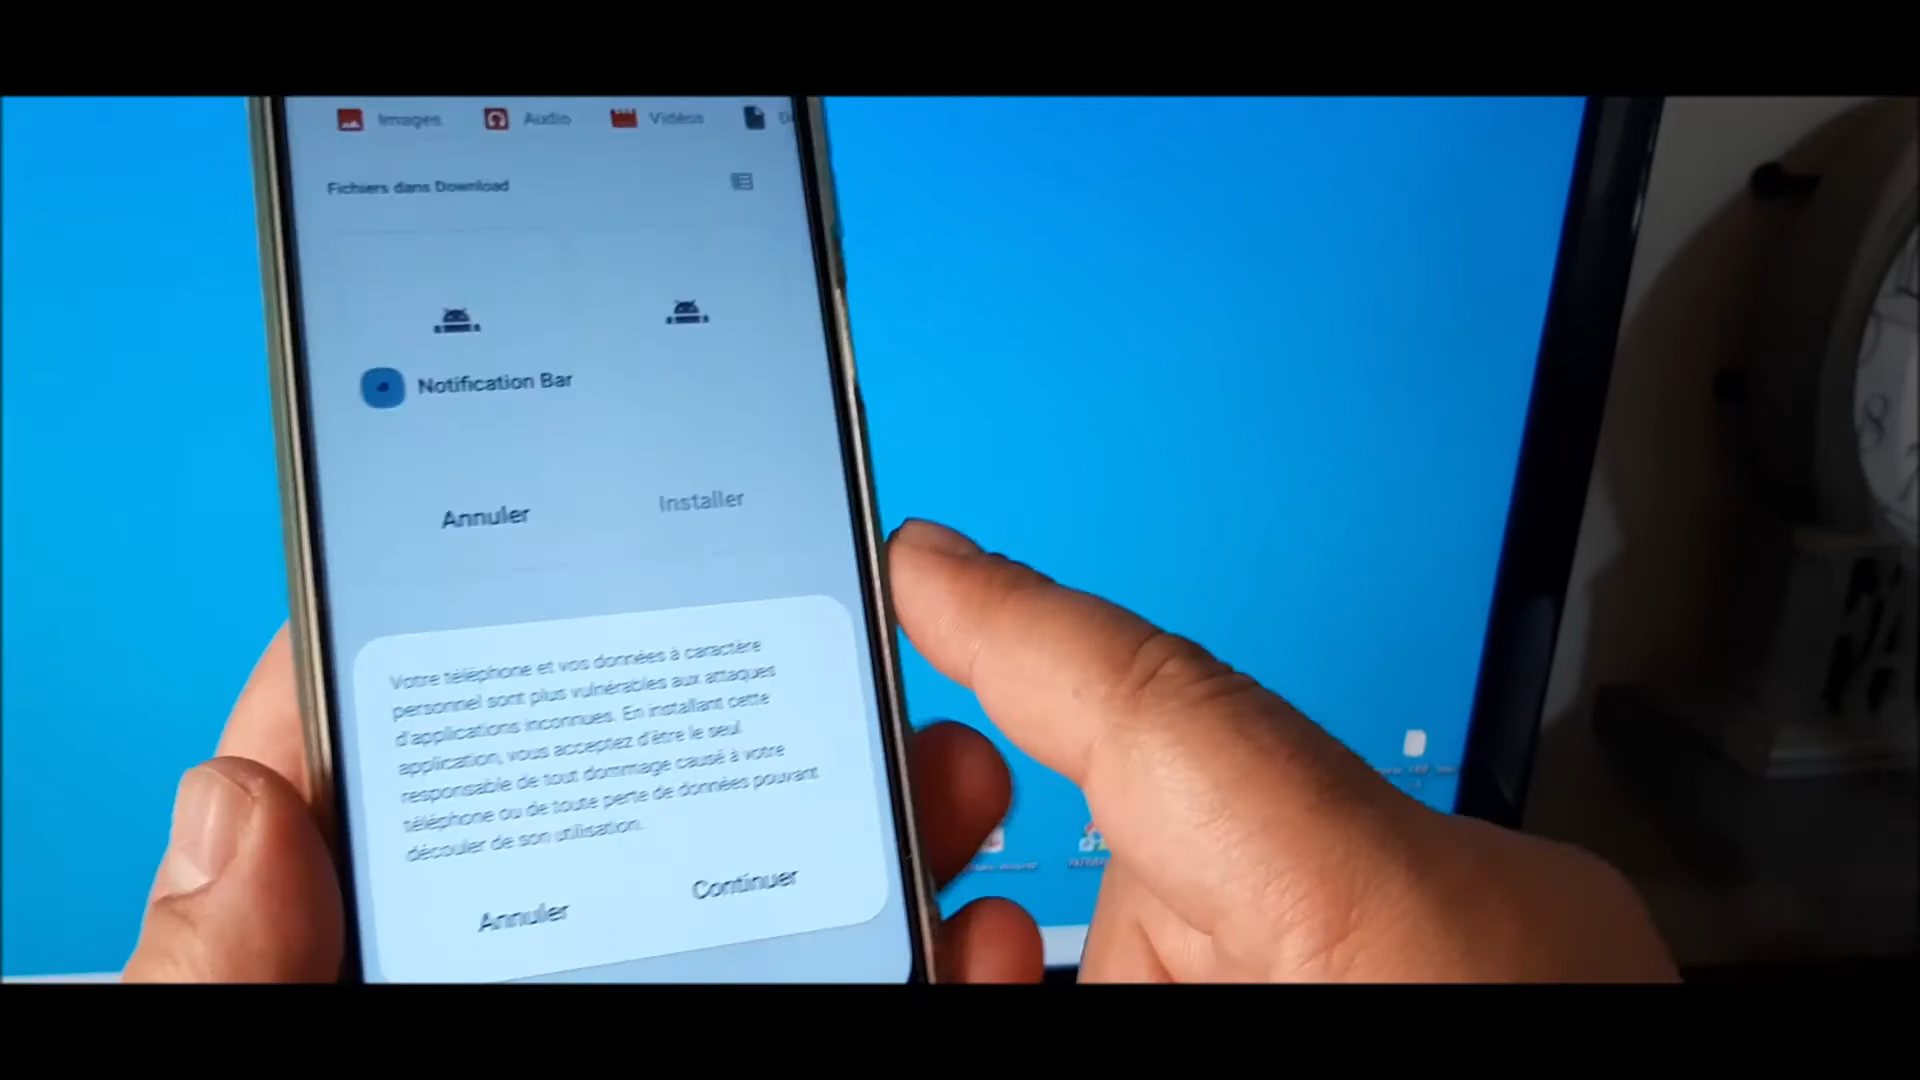 Images Audio Vidéos
Fichiers dans Download
Notification Bar
Annuler Installer
Votre téléphone et vos données à caractère
personnel sont plus vulnérables aux attaques
d'applications inconnues. En installant cette
application, vous acceptez d'être le seul
responsable de tout dommage causé à votre
téléphone ou de toute perte de données pouvant
découler de son utilisation.
Annuler Continuer
8